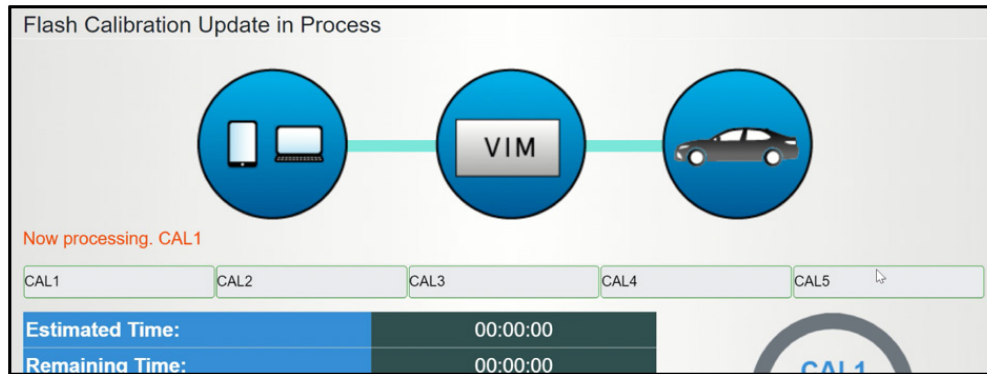 Flash Calibration Update in Process
VIM
Now processing. CAL1
CAL1 CAL2 CAL3 CAL4 CAL5
Estimated Time: 00:00:00
Remaining Time: 00:00:00
CAL1